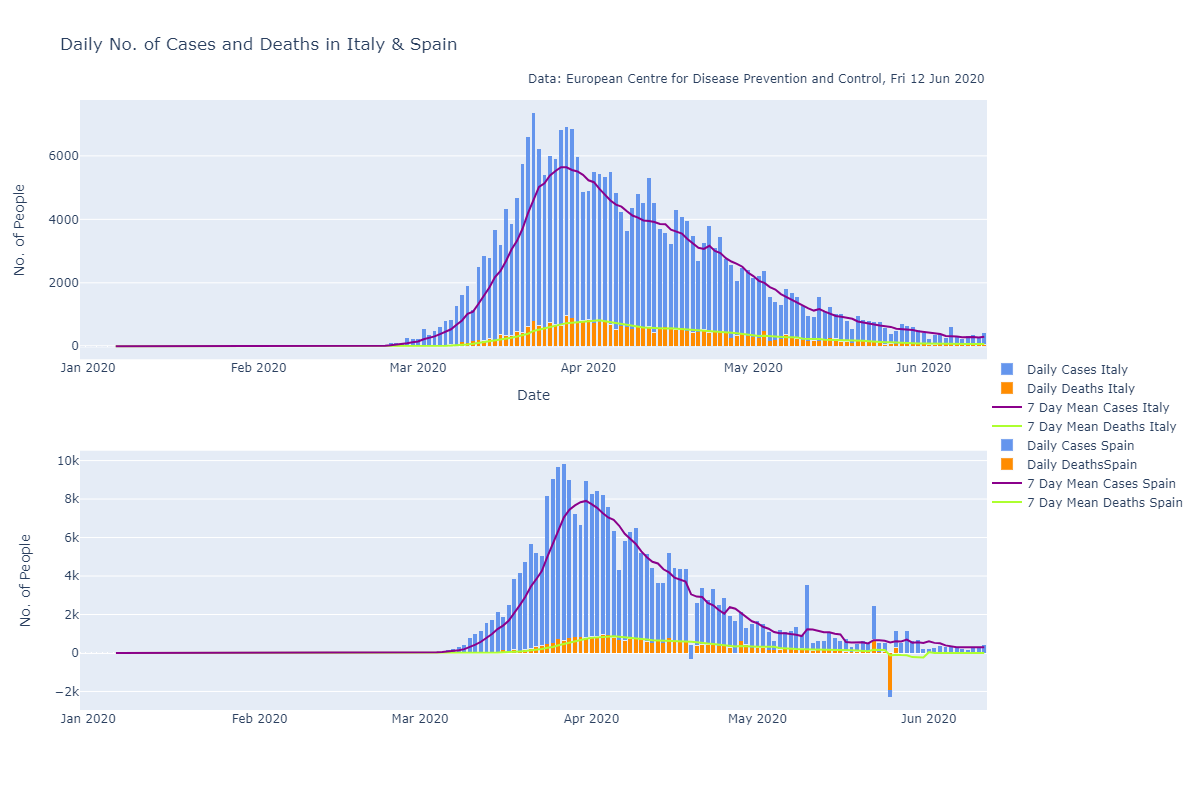 Daily No. of Cases and Deaths in Italy & Spain
Data: European Centre for Disease Prevention and Control, Fri 12 Jun 2020
No. of People
6000
4000
2000
0
Jan 2020 Feb 2020 Mar 2020 Apr 2020 May 2020 Jun 2020
Date
Daily Cases Italy
Daily Deaths Italy
7 Day Mean Cases Italy
7 Day Mean Deaths Italy
Daily Cases Spain
Daily DeathsSpain
7 Day Mean Cases Spain
7 Day Mean Deaths Spain
No. of People
10k
8k
6k
4k
2k
0
−2k
Jan 2020 Feb 2020 Mar 2020 Apr 2020 May 2020 Jun 2020